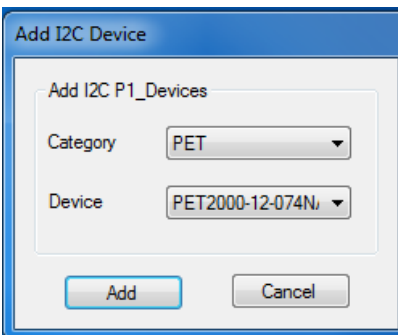 Add I2C Device
Add I2C P1_Devices
Category PET
Device PET2000-12-074N
Add Cancel